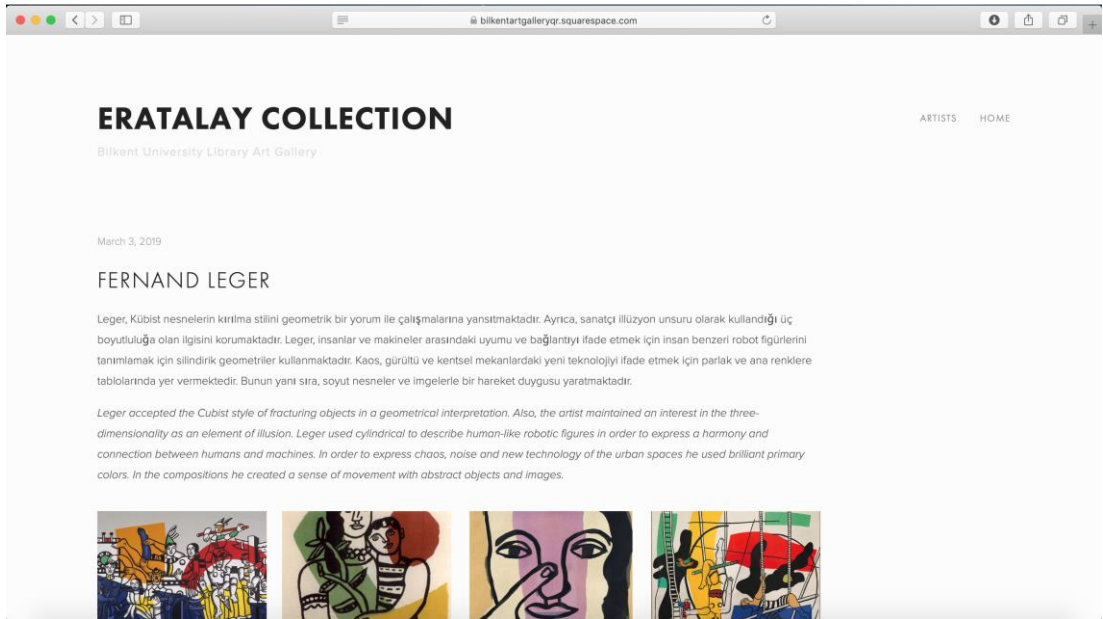 bilkentartgalleryqr.squarespace.com
ERATALAY COLLECTION
ARTISTS HOME
Bilkent University Library Art Gallery
March 3, 2019
FERNAND LEGER
Leger, Kübist nesnelerin kırılma stilini geometrik bir yorum ile çalışmalarına yansıtmaktadır. Ayrıca, sanatçı illüzyon unsuru olarak kullandığı üç
boyutluluğa olan ilgisini korumaktadır. Leger, insanlar ve makineler arasındaki uyumu ve bağlantıyı ifade etmek için insan benzeri robot figürlerini
tanımlamak için silindirik geometriler kullanmaktadır. Kaos, gürültü ve kentsel mekanlardaki yeni teknolojiyi ifade etmek için parlak ve ana renklere
tablolarında yer vermektedir. Bunun yanı sıra, soyut nesneler ve imgelerle bir hareket duygusu yaratmaktadır.
Leger accepted the Cubist style of fracturing objects in a geometrical interpretation. Also, the artist maintained an interest in the three-
dimensionality as an element of illusion. Leger used cylindrical to describe human-like robotic figures in order to express a harmony and
connection between humans and machines. In order to express chaos, noise and new technology of the urban spaces he used brilliant primary
colors. In the compositions he created a sense of movement with abstract objects and images.